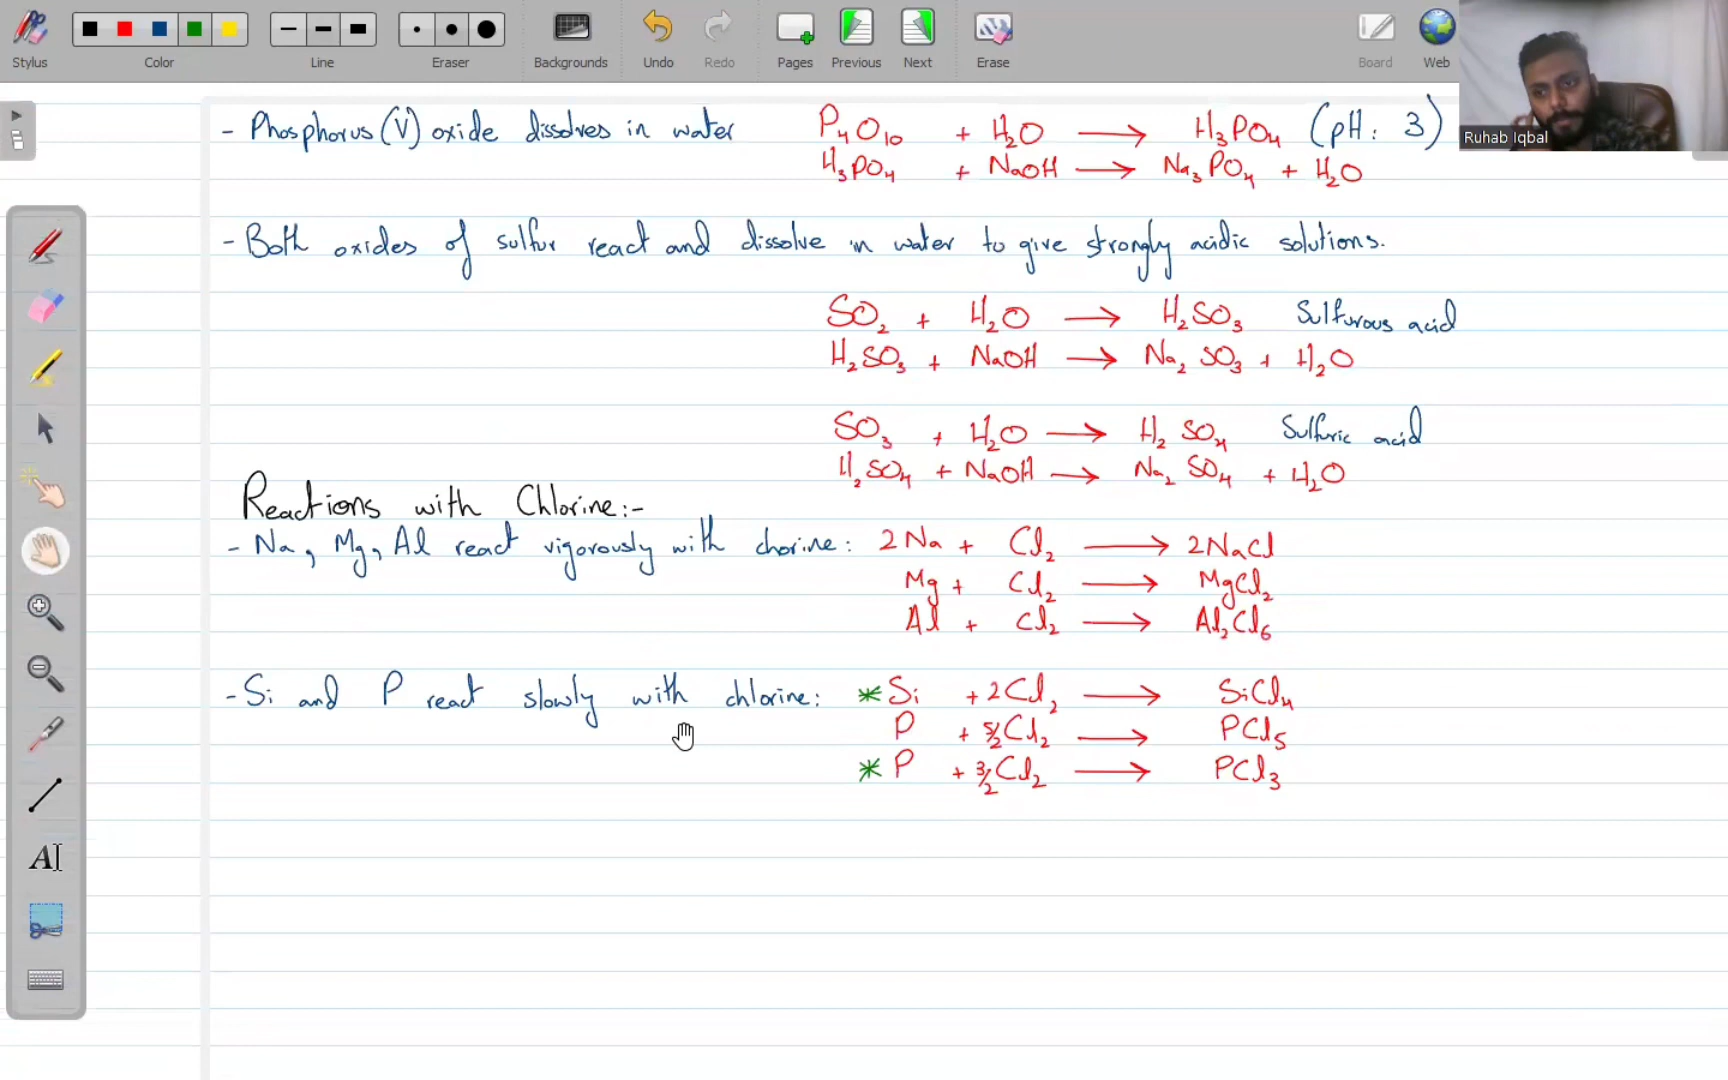 Stylus Color Line Eraser Backgrounds Undo Redo Pages Previous Next Erase Board Web
Ruhab Iqbal
- Phosphorus(V) oxide dissolves in water P₄O₁₀ + H₂O → H₃PO₄ (pH: 3)
H₃PO₄ + NaOH → Na₃PO₄ + H₂O
- Both oxides of sulfur react and dissolve in water to give strongly acidic solutions.
SO₂ + H₂O → H₂SO₃ Sulfurous acid
H₂SO₃ + NaOH → Na₂SO₃ + H₂O
SO₃ + H₂O → H₂SO₄ Sulfuric acid
H₂SO₄ + NaOH → Na₂SO₄ + H₂O
Reactions with Chlorine:-
- Na, Mg, Al react vigorously with chorine: 2Na + Cl₂ → 2NaCl
Mg + Cl₂ → MgCl₂
Al + Cl₂ → Al₂Cl₆
- Si and P react slowly with chlorine: * Si + 2Cl₂ → SiCl₄
P + 5/2Cl₂ → PCl₅
* P + 3/2Cl₂ → PCl₃
A